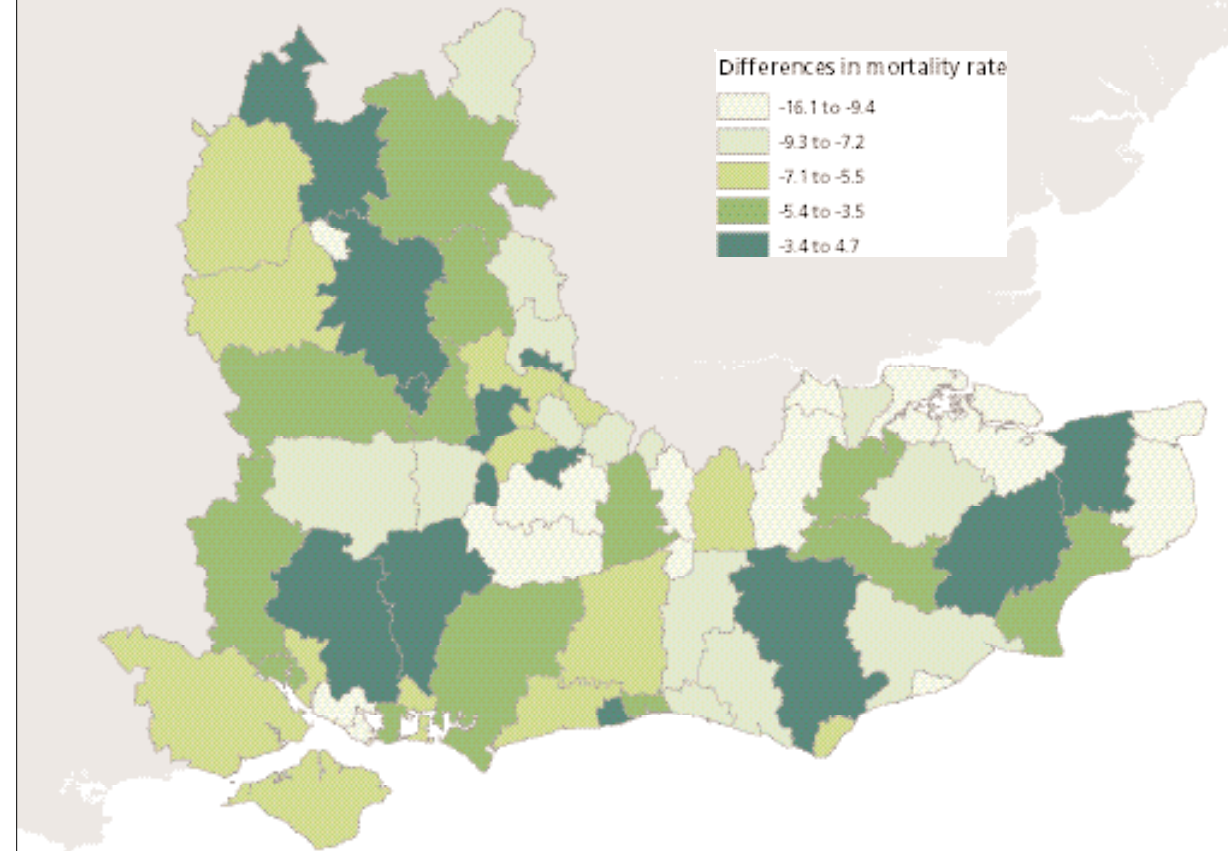 Differences in mortality rate
-16.1 to -9.4
-9.3 to -7.2
-7.1 to -5.5
-5.4 to -3.5
-3.4 to 4.7